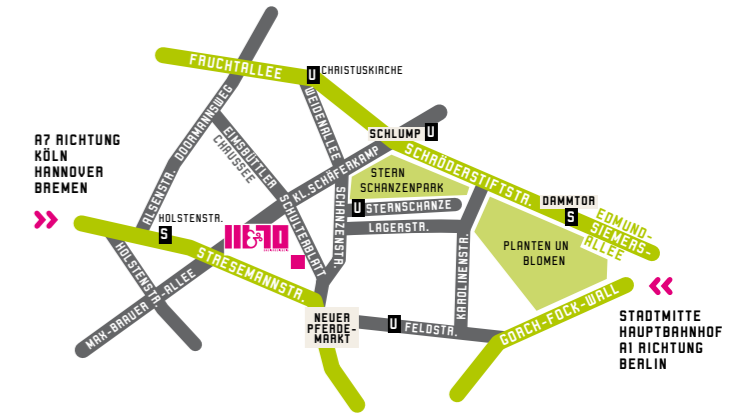 FRUCHTALLEE
U CHRISTUSKIRCHE
DOORMANNSWEG
WEIDENALLEE
EIMSBÜTTLER
CHAUSSEE
SCHLUMP U
SCHRÖDERSTIFTSTR.
A7 RICHTUNG
KÖLN
HANNOVER
BREMEN
ALSENSTR.
KL.SCHÄFERKAMP
STERN
SCHANZENPARK
U STERNSCHANZE
DAMMTOR
S
EDMUND-
SIEMERS-
ALLEE
HOLSTENSTR.
S
SCHULTERBLATT
SCHANZENSTR.
LAGERSTR.
KAROLINENSTR.
PLANTEN UN
BLOMEN
HOLSTENSTR.
STRESEMANNSTR.
MAX-BRAUER-ALLEE
NEUER
PFERDE-
MARKT
U FELDSTR.
GORCH-FOCK-WALL
STADTMITTE
HAUPTBAHNHOF
A1 RICHTUNG
BERLIN